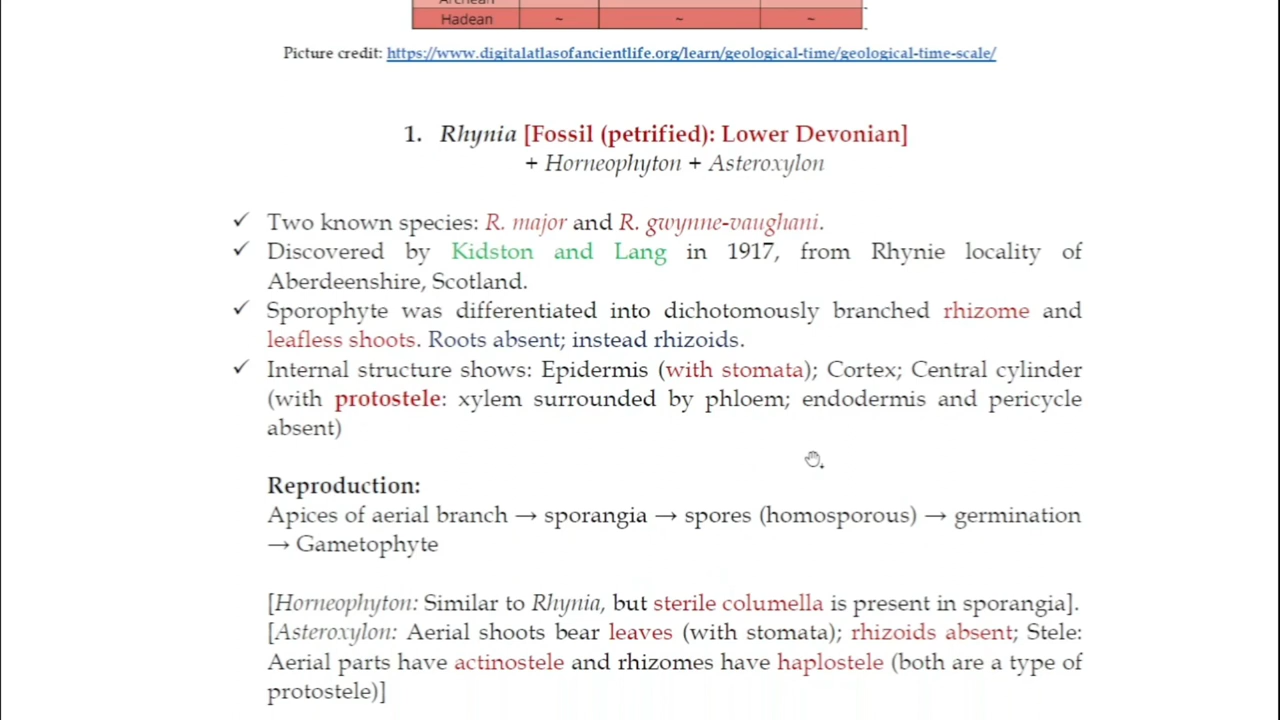 Archean
Hadean ~ ~ ~
Picture credit: https://www.digitalatlasofancientlife.org/learn/geological-time/geological-time-scale/
1. Rhynia [Fossil (petrified): Lower Devonian]
+ Horneophyton + Asteroxylon
✓ Two known species: R. major and R. gwynne-vaughani.
✓ Discovered by Kidston and Lang in 1917, from Rhynie locality of
Aberdeenshire, Scotland.
✓ Sporophyte was differentiated into dichotomously branched rhizome and
leafless shoots. Roots absent; instead rhizoids.
✓ Internal structure shows: Epidermis (with stomata); Cortex; Central cylinder
(with protostele: xylem surrounded by phloem; endodermis and pericycle
absent)
Reproduction:
Apices of aerial branch → sporangia → spores (homosporous) → germination
→ Gametophyte
[Horneophyton: Similar to Rhynia, but sterile columella is present in sporangia].
[Asteroxylon: Aerial shoots bear leaves (with stomata); rhizoids absent; Stele:
Aerial parts have actinostele and rhizomes have haplostele (both are a type of
protostele)]